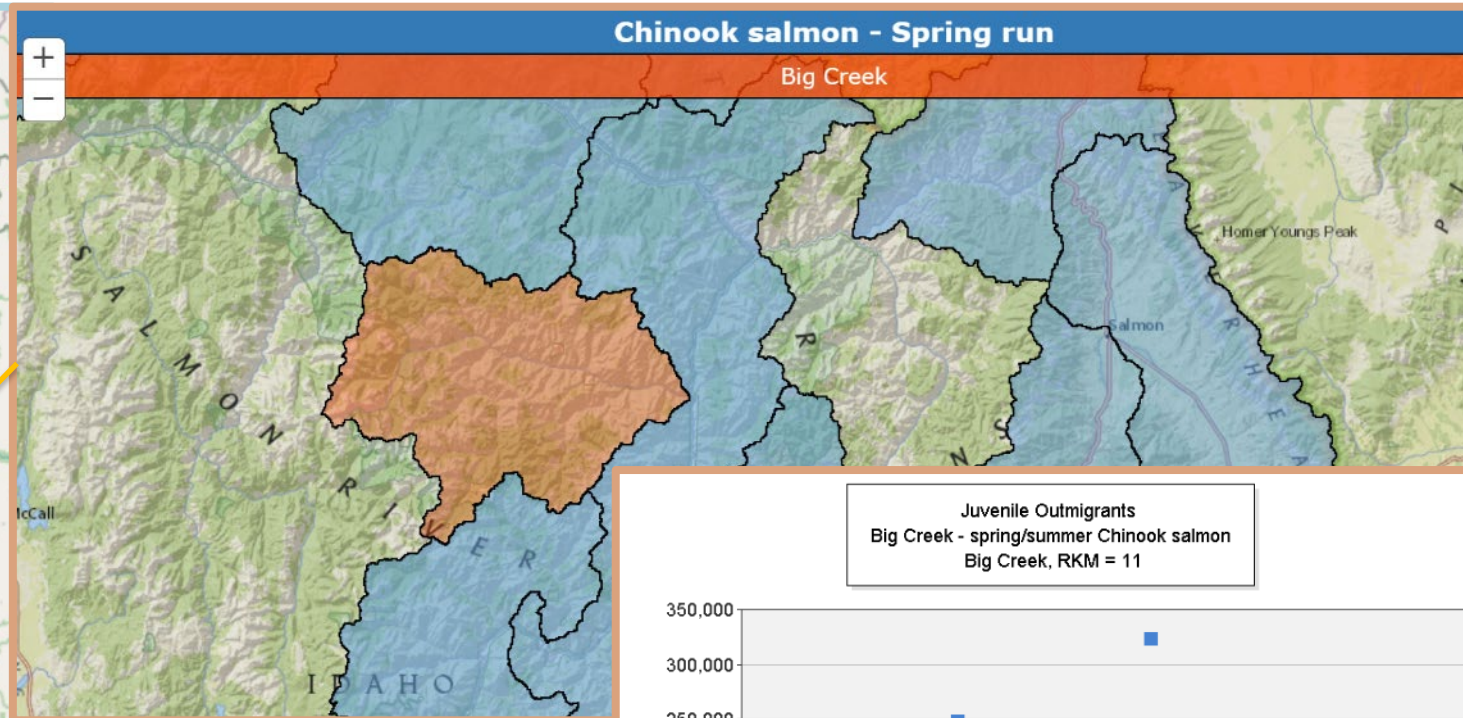 Chinook salmon - Spring run
+
Big Creek
−
Homer Youngs Peak
SALMON
Salmon
RIVER
McCall
IDAHO
Juvenile Outmigrants
Big Creek - spring/summer Chinook salmon
Big Creek, RKM = 11
350,000
300,000